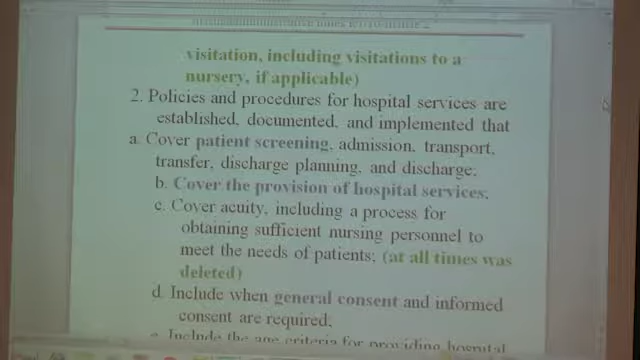 visitation, including visitations to a
nursery, if applicable)
2. Policies and procedures for hospital services are
established, documented, and implemented that
a. Cover patient screening, admission, transport,
transfer, discharge planning, and discharge;
b. Cover the provision of hospital services;
c. Cover acuity, including a process for
obtaining sufficient nursing personnel to
meet the needs of patients; (at all times was
deleted)
d. Include when general consent and informed
consent are required;
e. Include the age criteria for providing hospital